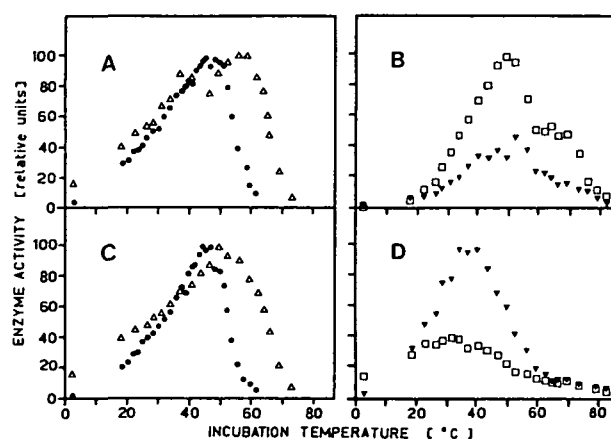 A
B
100
80
60
40
20
0
C
D
100
80
60
40
20
0
ENZYME ACTIVITY [relative units]
0 20 40 60 80 0 20 40 60 80
INCUBATION TEMPERATURE [°C]